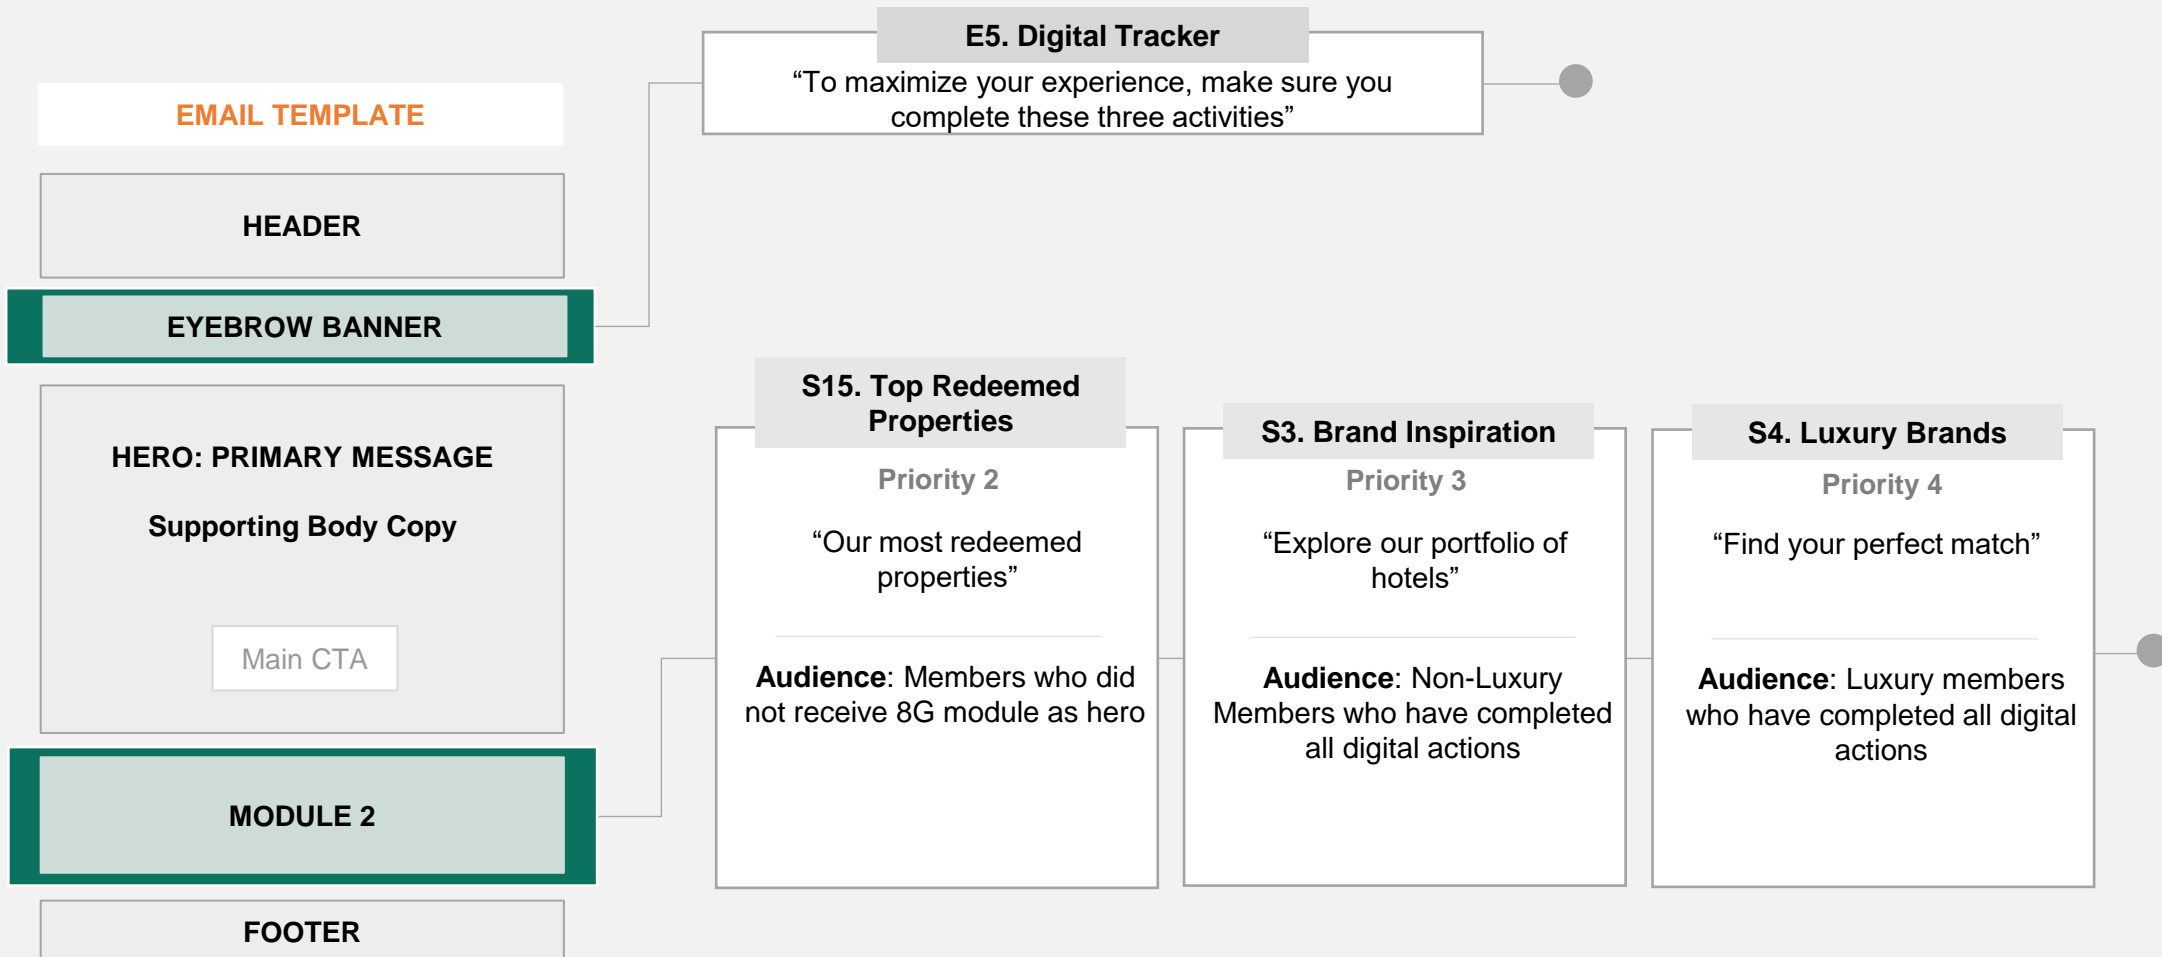 EMAIL TEMPLATE
HEADER
EYEBROW BANNER
HERO: PRIMARY MESSAGE
Supporting Body Copy
Main CTA
MODULE 2
FOOTER
E5. Digital Tracker
“To maximize your experience, make sure you
complete these three activities”
S15. Top Redeemed
Properties
Priority 2
“Our most redeemed
properties”
Audience: Members who did
not receive 8G module as hero
S3. Brand Inspiration
Priority 3
“Explore our portfolio of
hotels”
Audience: Non-Luxury
Members who have completed
all digital actions
S4. Luxury Brands
Priority 4
“Find your perfect match”
Audience: Luxury members
who have completed all digital
actions